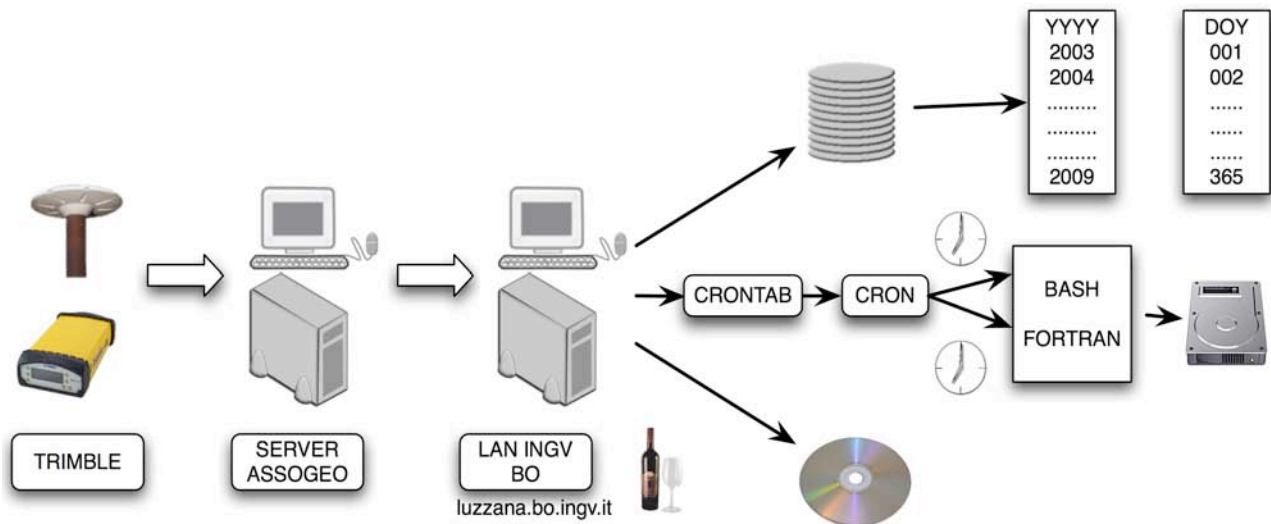 YYYY
2003
2004
.........
.........
.........
2009
DOY
001
002
......
......
......
365
CRONTAB
CRON
BASH
FORTRAN
TRIMBLE
SERVER
ASSOGEO
LAN INGV
BO
luzzana.bo.ingv.it